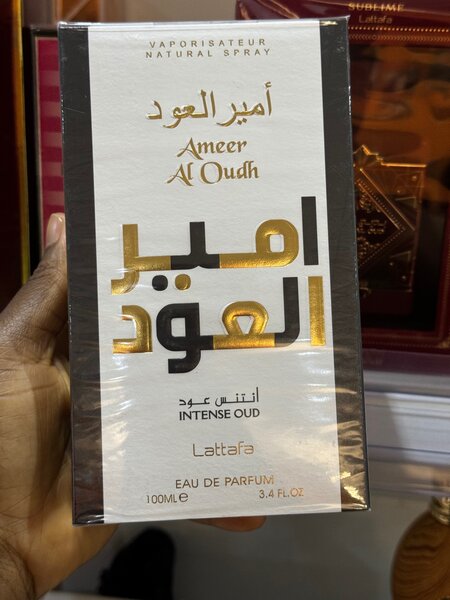 VAPORISATEUR
NATURAL SPRAY
أمير العود
Ameer
Al Oudh
امير
العود
أنتنس عود
INTENSE OUD
Lattafa
EAU DE PARFUM
100ML e 3.4 FL.OZ
SUBLIME
Lattafa